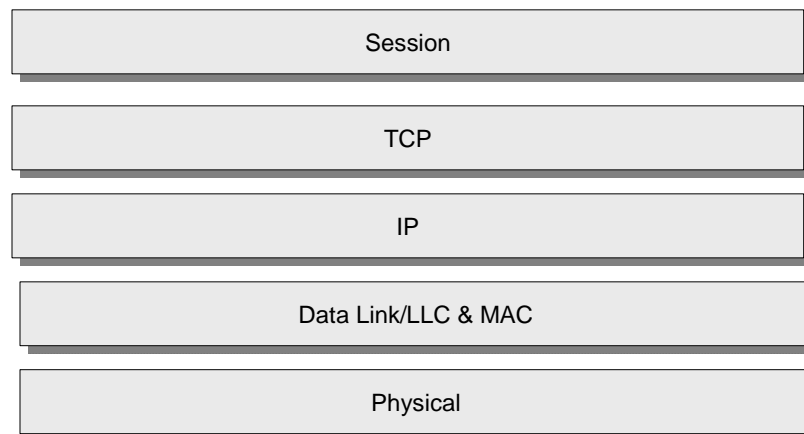 Session
TCP
IP
Data Link/LLC & MAC
Physical